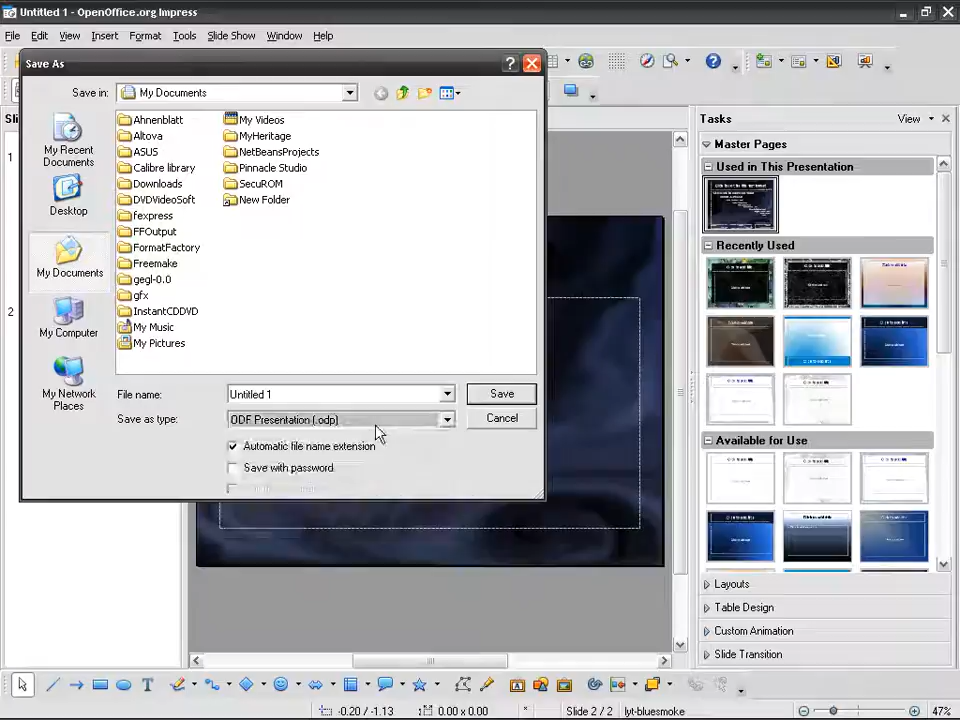 Untitled 1 - OpenOffice.org Impress
File Edit View Insert Format Tools Slide Show Window Help
Save As
Save in: My Documents
My Recent Documents
Desktop
My Documents
My Computer
My Network Places
Ahnenblatt
Altova
ASUS
Calibre library
Downloads
DVDVideoSoft
fexpress
FFOutput
FormatFactory
Freemake
gegl-0.0
gfx
InstantCDDVD
My Music
My Pictures
My Videos
MyHeritage
NetBeansProjects
Pinnacle Studio
SecuROM
New Folder
File name: Untitled 1 Save
Save as type: ODF Presentation (.odp) Cancel
Automatic file name extension
Save with password
Sli
1
2
Tasks View
Master Pages
Used in This Presentation
Recently Used
Available for Use
Layouts
Table Design
Custom Animation
Slide Transition
-0.20 / -1.13 0.00 x 0.00 * Slide 2 / 2 lyt-bluesmoke 47%